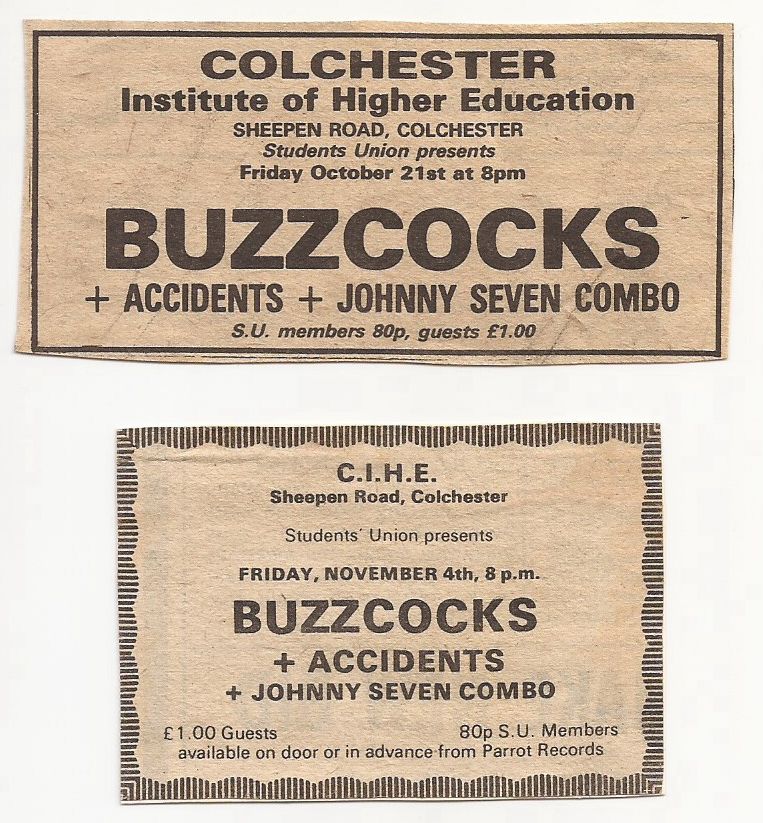 COLCHESTER
Institute of Higher Education
SHEEPEN ROAD, COLCHESTER
Students Union presents
Friday October 21st at 8pm
BUZZCOCKS
+ ACCIDENTS + JOHNNY SEVEN COMBO
S.U. members 80p, guests £1.00
C.I.H.E.
Sheepen Road, Colchester
Students´ Union presents
FRIDAY, NOVEMBER 4th, 8 p.m.
BUZZCOCKS
+ ACCIDENTS
+ JOHNNY SEVEN COMBO
£1.00 Guests 80p S.U. Members
available on door or in advance from Parrot Records